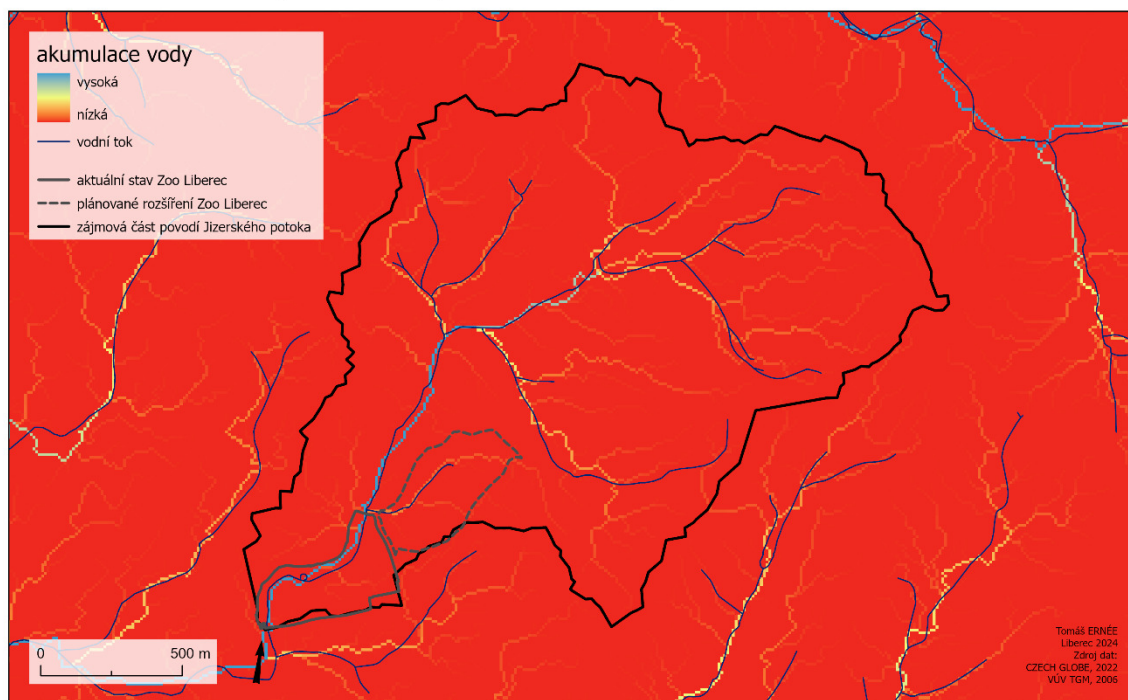 akumulace vody
vysoká
nízká
vodní tok
aktuální stav Zoo Liberec
plánované rozšíření Zoo Liberec
zájmová část povodí Jizerského potoka
0 500 m
Tomáš ERNÉE
Liberec 2024
Zdroj dat:
CZECH GLOBE, 2022
VÚV TGM, 2006